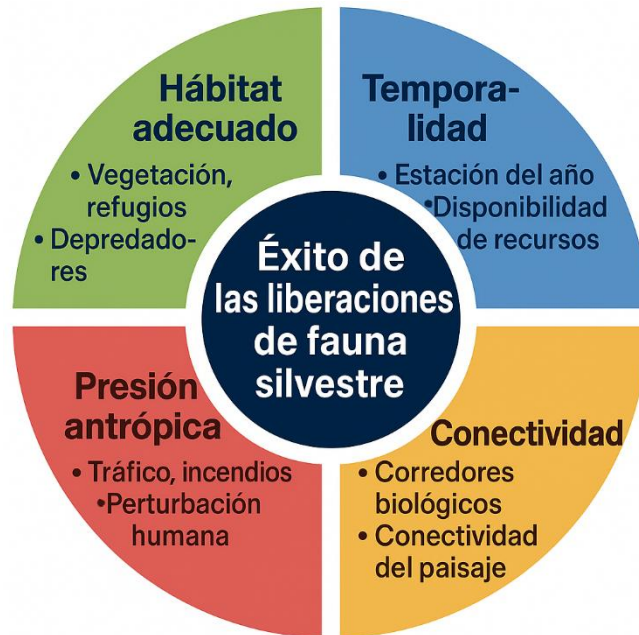 Hábitat
adecuado
• Vegetación,
refugios
• Depredado-
res
Tempora-
lidad
• Estación del año
•Disponibilidad
de recursos
Éxito de
las liberaciones
de fauna
silvestre
Presión
antrópica
• Tráfico, incendios
•Perturbación
humana
Conectividad
• Corredores
biológicos
• Conectividad
del paisaje